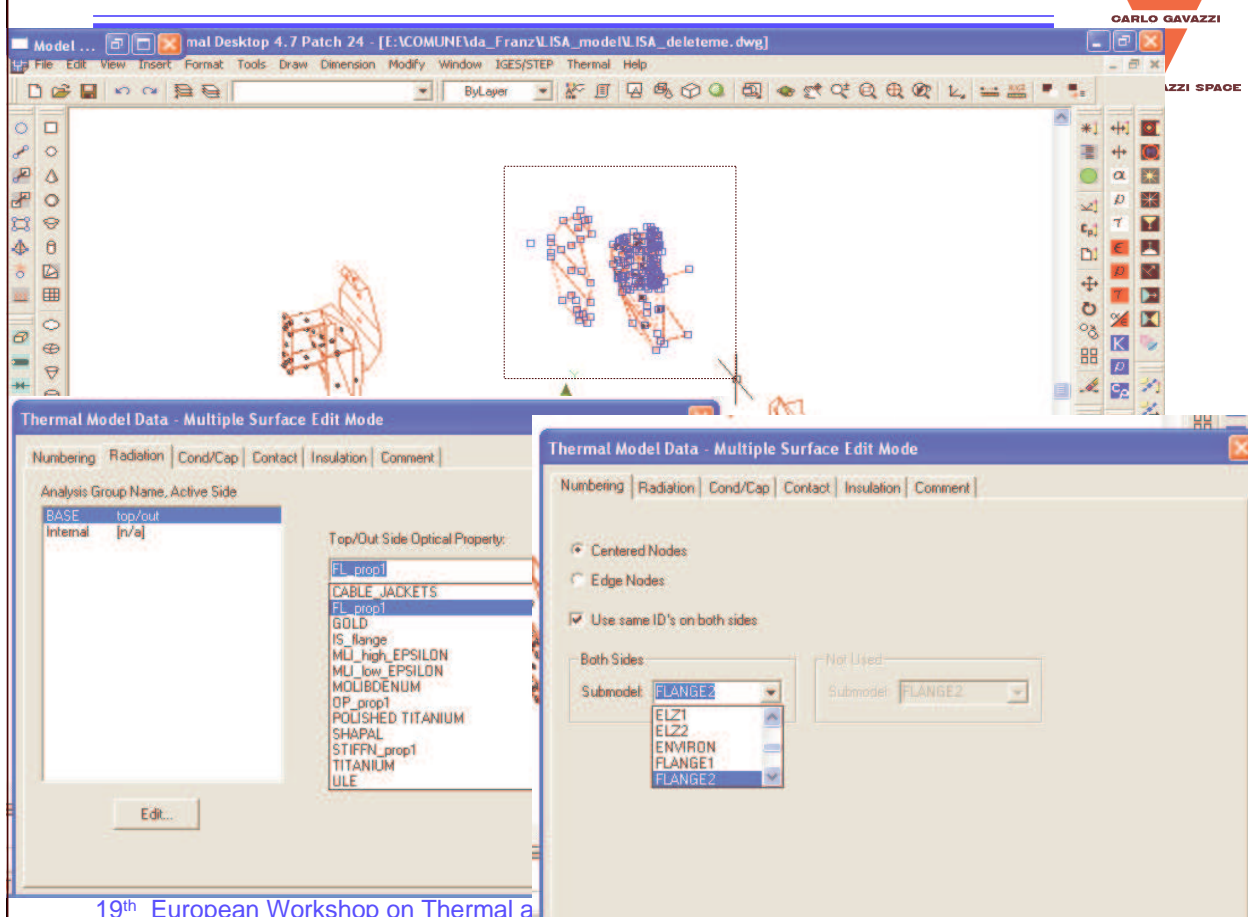 CARLO GAVAZZI
Model ...
mal Desktop 4.7 Patch 24 - [E:\COMUNE\da_Franz\LISA_model\LISA_deleteme.dwg]
File Edit View Insert Format Tools Draw Dimension Modify Window IGES/STEP Thermal Help
ByLayer
ZZI SPACE
Thermal Model Data - Multiple Surface Edit Mode
Numbering Radiation Cond/Cap Contact Insulation Comment
Analysis Group Name, Active Side
BASE top/out
Internal [n/a]
Top/Out Side Optical Property:
FL_prop1
CABLE_JACKETS
FL_prop1
GOLD
IS_flange
MLI_high_EPSILON
MLI_low_EPSILON
MOLIBDENUM
OP_prop1
POLISHED TITANIUM
SHAPAL
STIFFN_prop1
TITANIUM
ULE
Edit...
Thermal Model Data - Multiple Surface Edit Mode
Numbering Radiation Cond/Cap Contact Insulation Comment
Centered Nodes
Edge Nodes
Use same ID's on both sides
Both Sides
Submodel: FLANGE2
ELZ1
ELZ2
ENVIRON
FLANGE1
FLANGE2
Not Used
Submodel: FLANGE2
19th European Workshop on Thermal a